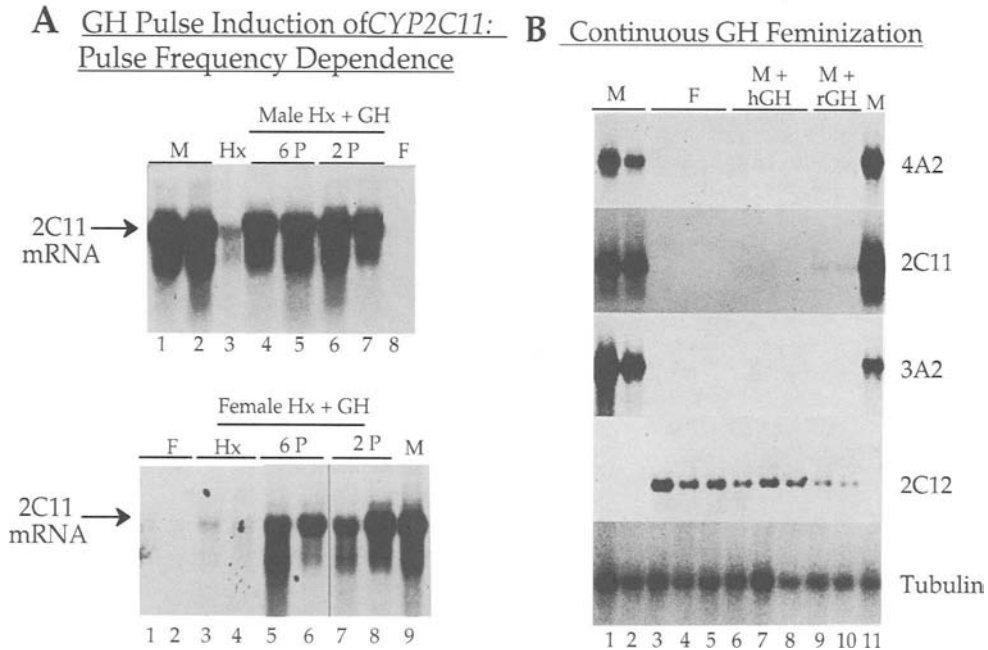 A GH Pulse Induction ofCYP2C11:
Pulse Frequency Dependence
Male Hx + GH
M Hx 6 P 2 P F
2C11
mRNA
1 2 3 4 5 6 7 8
Female Hx + GH
F Hx 6 P 2 P M
2C11
mRNA
1 2 3 4 5 6 7 8 9
B Continuous GH Feminization
M F M + hGH M + rGH M
4A2
2C11
3A2
2C12
Tubulin
1 2 3 4 5 6 7 8 9 10 11